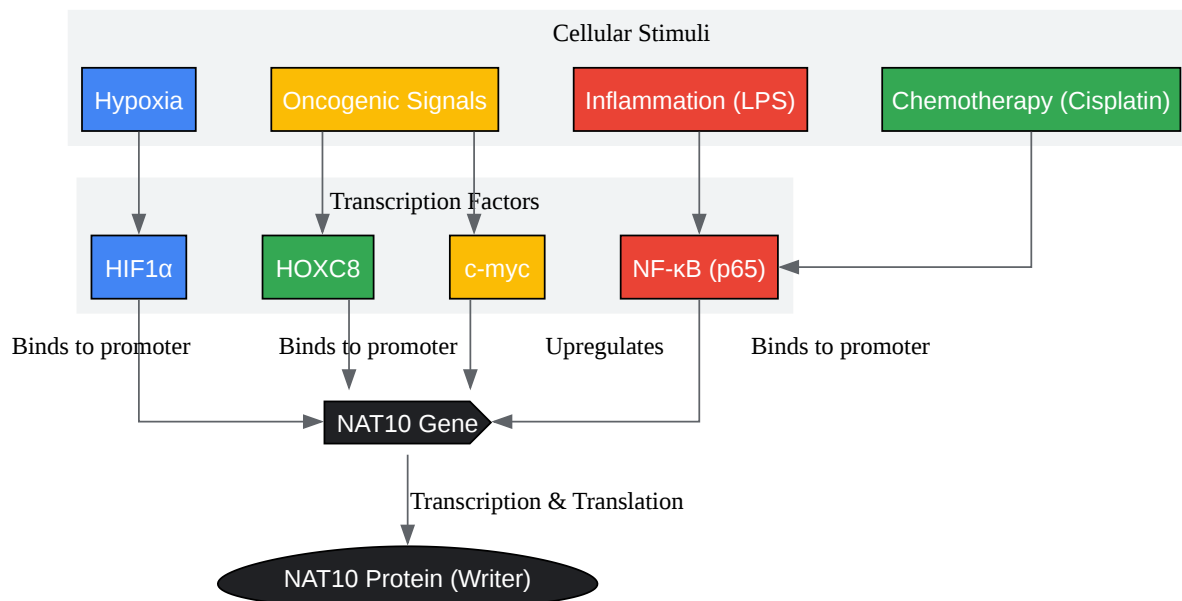 Cellular Stimuli
Hypoxia
Oncogenic Signals
Inflammation (LPS)
Chemotherapy (Cisplatin)
Transcription Factors
HIF1α
HOXC8
c-myc
NF-κB (p65)
Binds to promoter
Binds to promoter
Upregulates
Binds to promoter
NAT10 Gene
Transcription & Translation
NAT10 Protein (Writer)